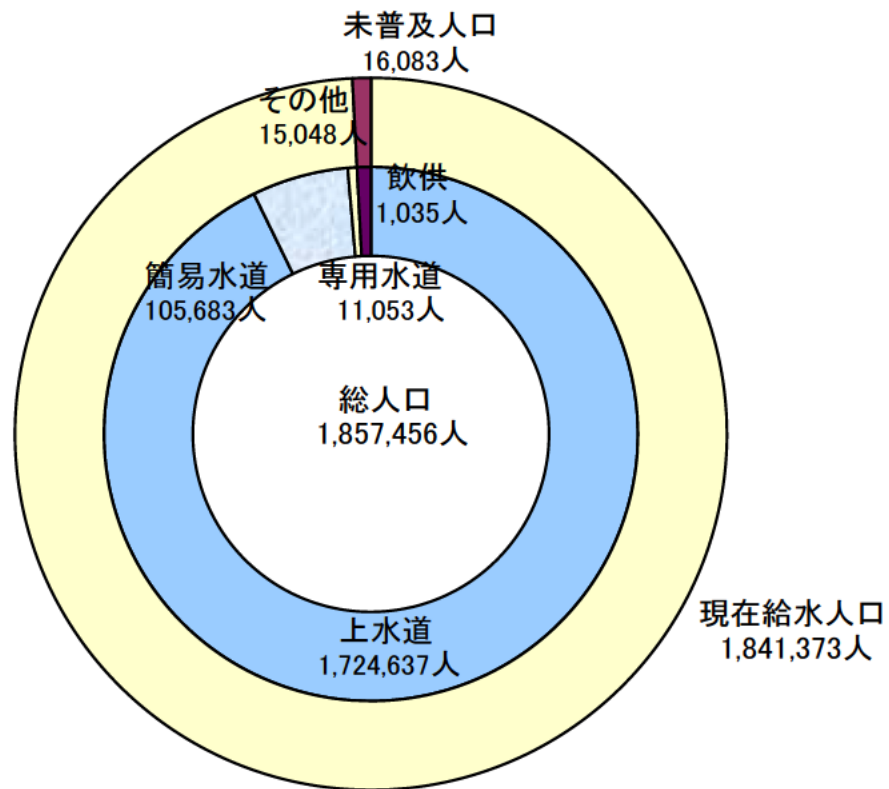 未普及人口
16,083人
その他
15,048人
飲供
1,035人
簡易水道
105,683人
専用水道
11,053人
総人口
1,857,456人
上水道
1,724,637人
現在給水人口
1,841,373人